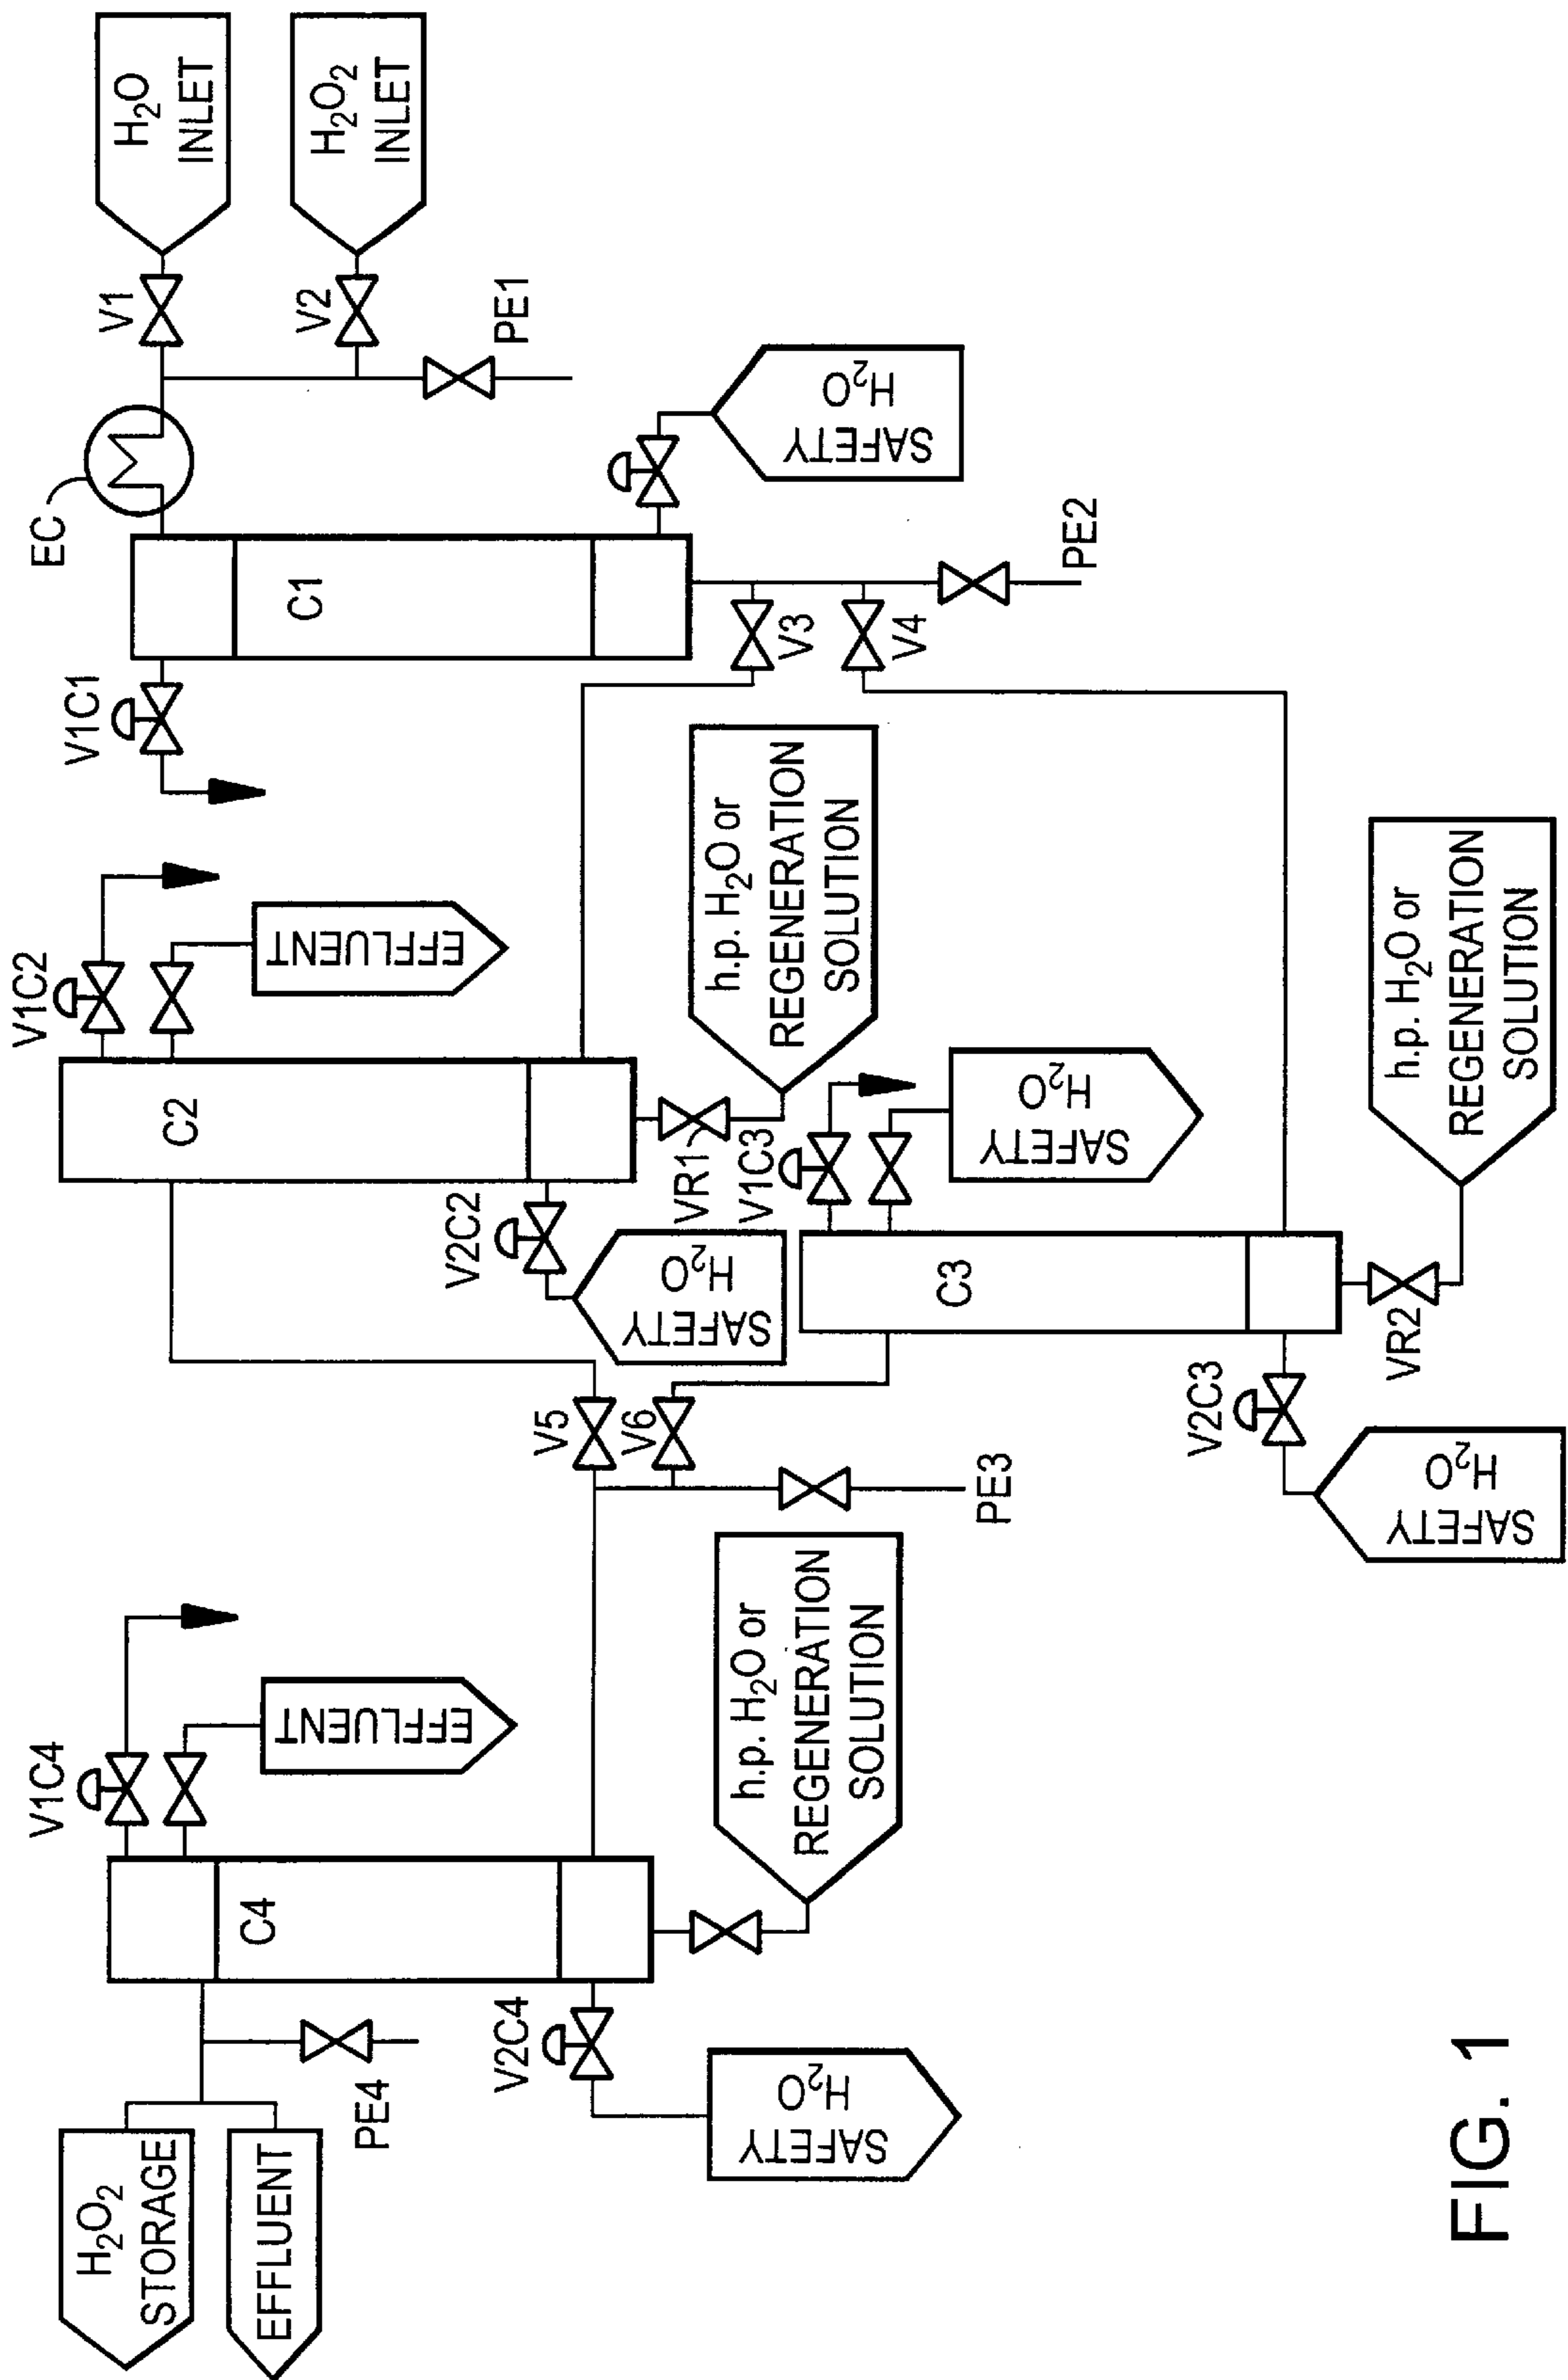 H₂O
INLET
V1
H₂O₂
INLET
V2
PE1
EC
C1
SAFETY
H₂O
PE2
V3
V4
V1C1
V1C2
EFFLUENT
C2
h.p. H₂O or
REGENERATION
SOLUTION
VR1
V2C2
SAFETY
H₂O
V1C3
SAFETY
H₂O
C3
h.p. H₂O or
REGENERATION
SOLUTION
VR2
V2C3
SAFETY
H₂O
V5
V6
PE3
V1C4
EFFLUENT
C4
h.p. H₂O or
REGENERATION
SOLUTION
V2C4
SAFETY
H₂O
PE4
H₂O₂
STORAGE
EFFLUENT
FIG. 1